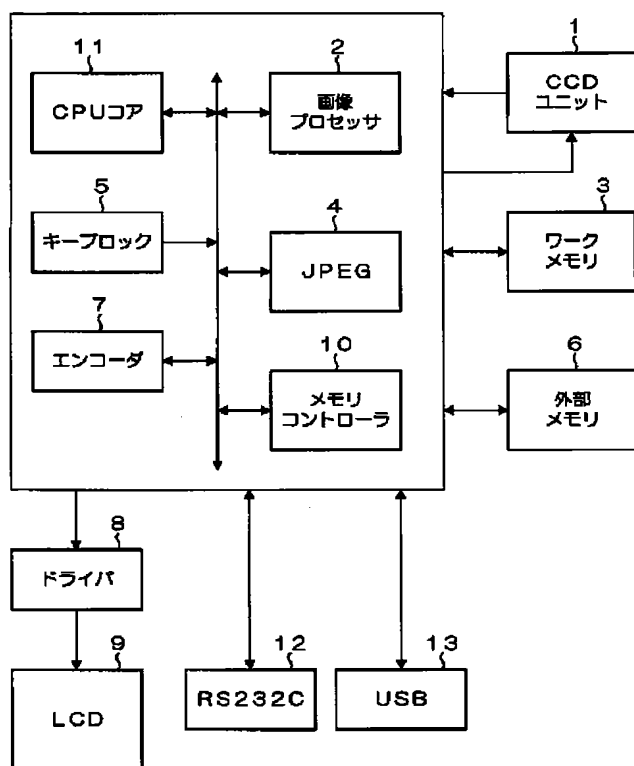 11
CPUコア
2
画像
プロセッサ
1
CCD
ユニット
5
キーブロック
4
JPEG
3
ワーク
メモリ
7
エンコーダ
10
メモリ
コントローラ
6
外部
メモリ
8
ドライバ
9
LCD
12
RS232C
13
USB